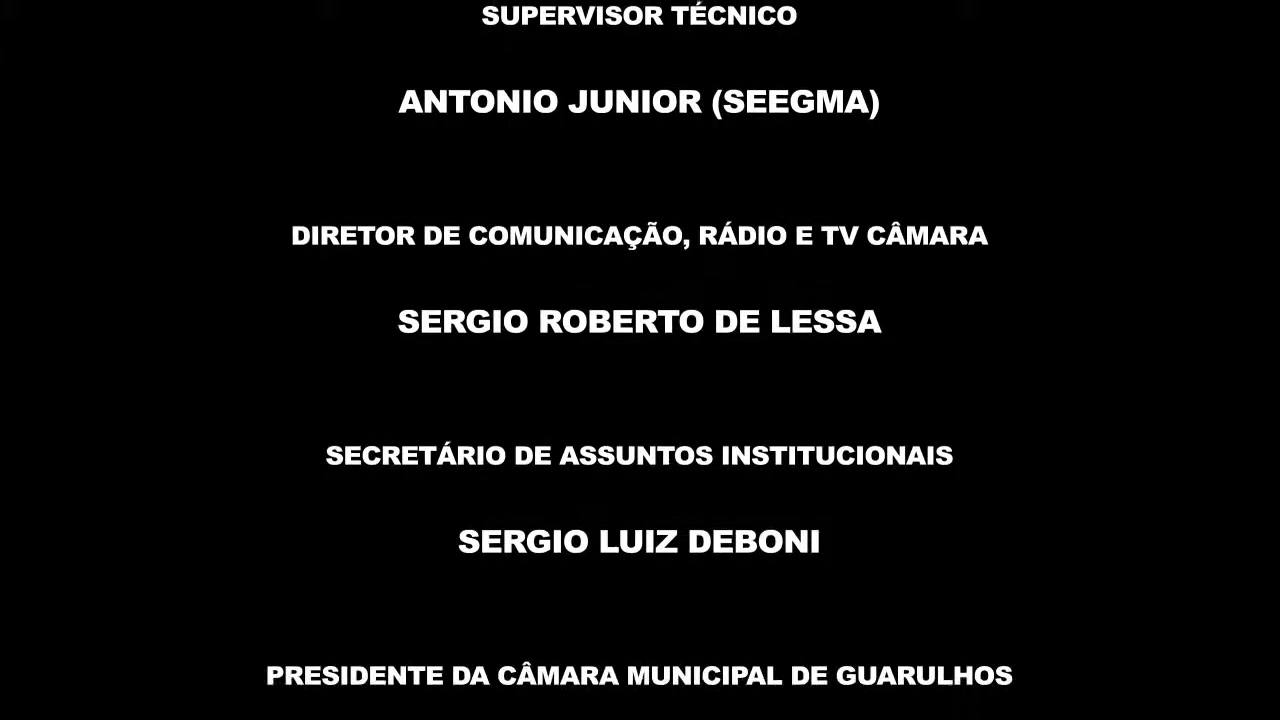 SUPERVISOR TÉCNICO
ANTONIO JUNIOR (SEEGMA)
DIRETOR DE COMUNICAÇÃO, RÁDIO E TV CÂMARA
SERGIO ROBERTO DE LESSA
SECRETÁRIO DE ASSUNTOS INSTITUCIONAIS
SERGIO LUIZ DEBONI
PRESIDENTE DA CÂMARA MUNICIPAL DE GUARULHOS